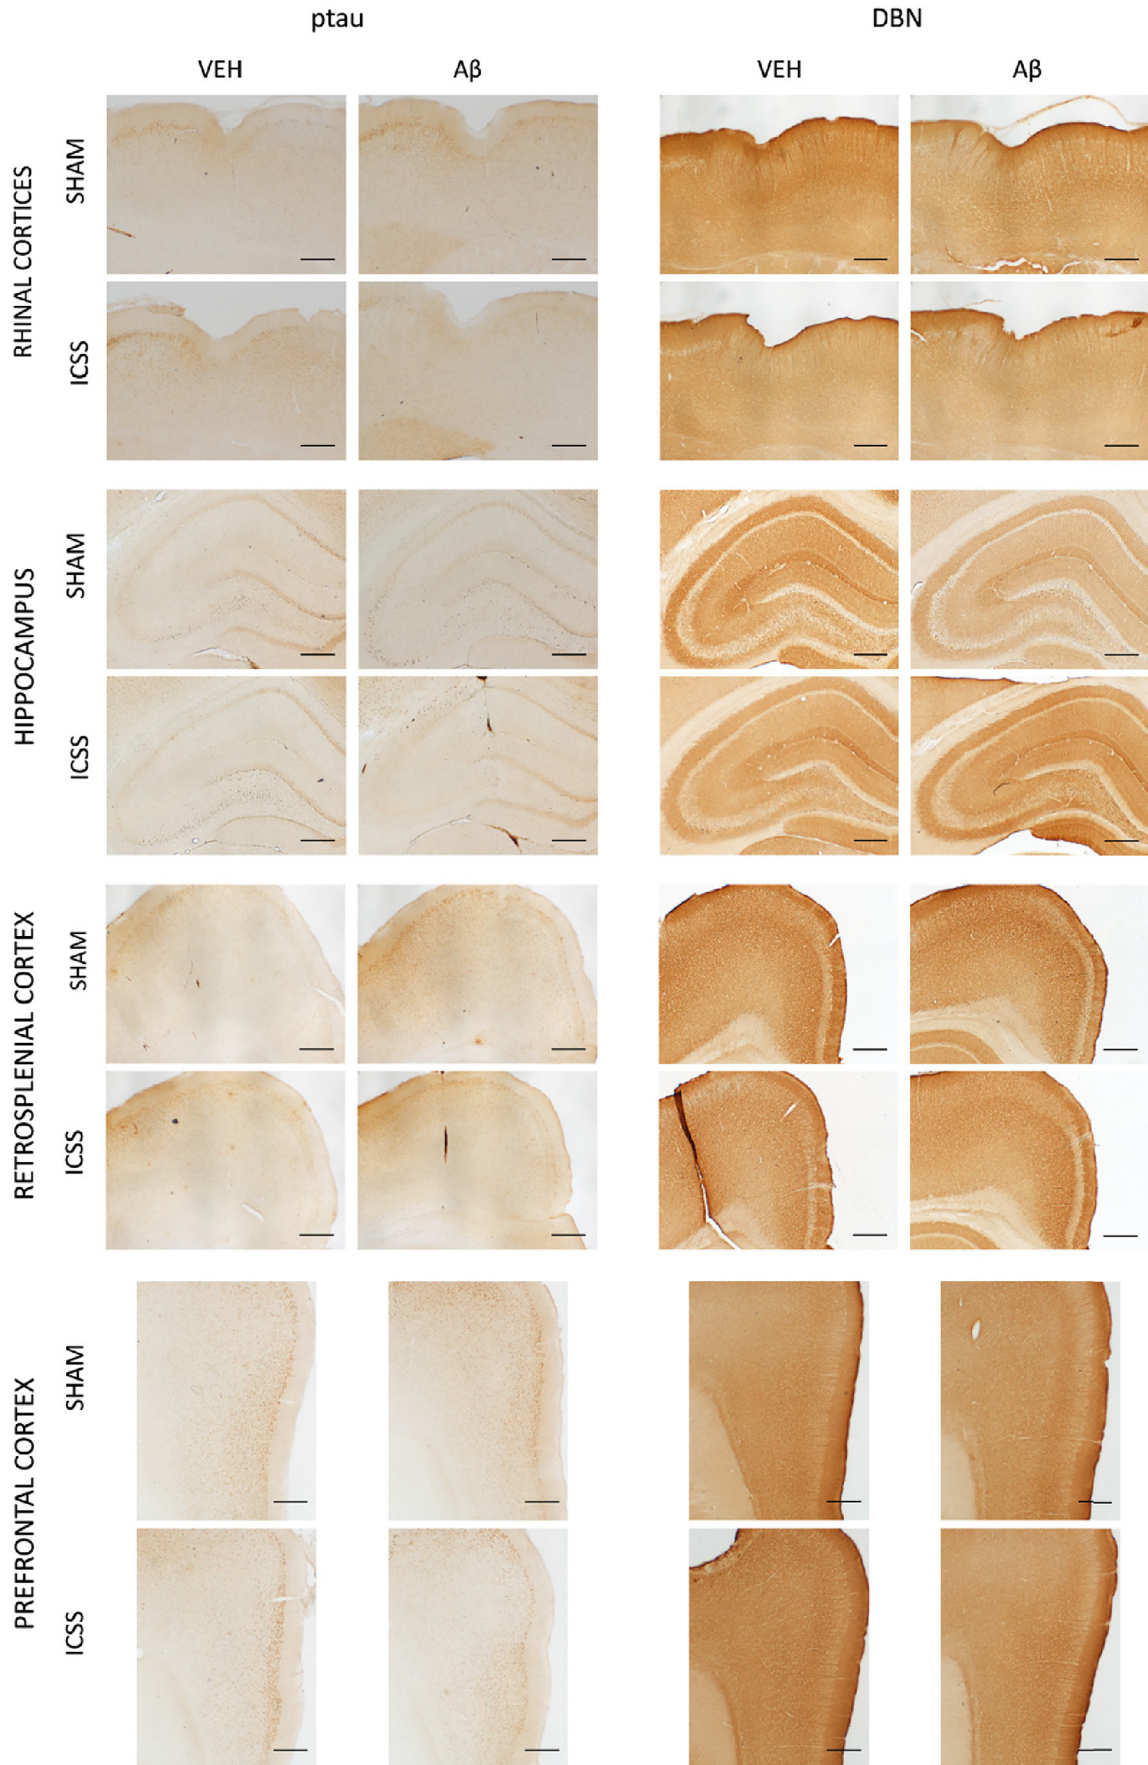 ptau DBN
VEH Aβ VEH Aβ
RHINAL CORTICES
SHAM
ICSS
HIPPOCAMPUS
SHAM
ICSS
RETROSPLENIAL CORTEX
SHAM
ICSS
PREFRONTAL CORTEX
SHAM
ICSS